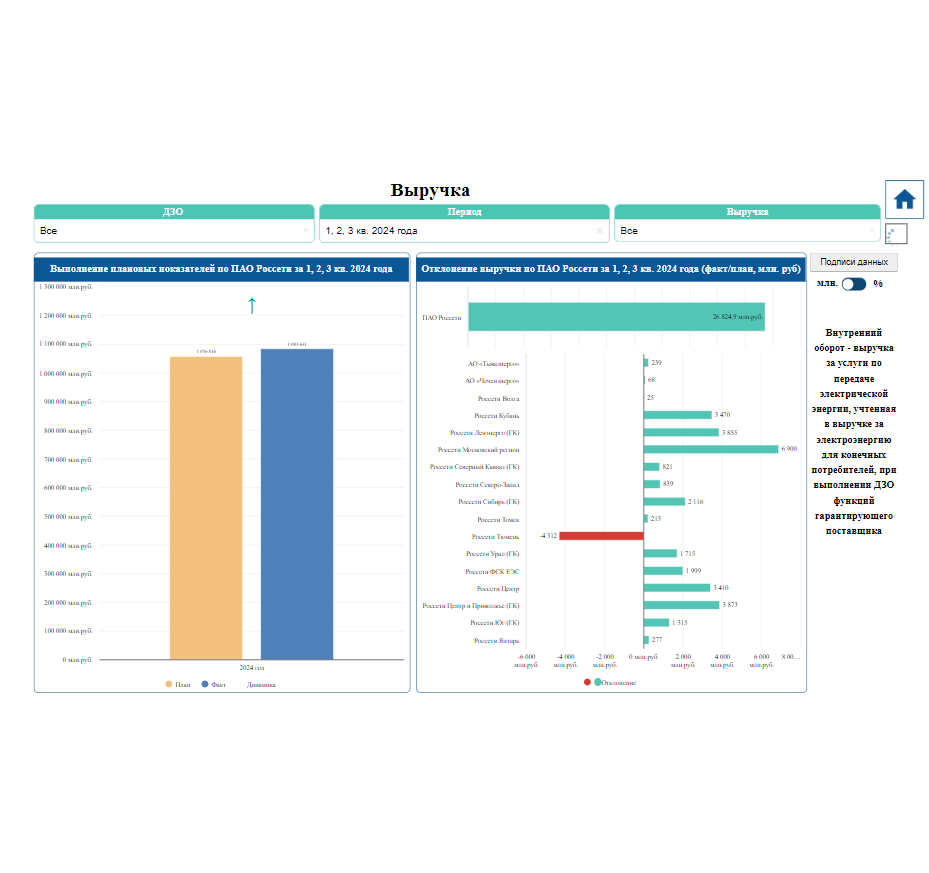 Выручка
ДЗО
Период
Выручка
Все
1, 2, 3 кв. 2024 года
Все
Выполнение плановых показателей по ПАО Россети за 1, 2, 3 кв. 2024 года
1 300 000 млн.руб.
1 200 000 млн.руб.
1 100 000 млн.руб.
1 000 000 млн.руб.
900 000 млн.руб.
800 000 млн.руб.
700 000 млн.руб.
600 000 млн.руб.
500 000 млн.руб.
400 000 млн.руб.
300 000 млн.руб.
200 000 млн.руб.
100 000 млн.руб.
0 млн.руб.
2024 год
План
Факт
Динамика
Отклонение выручки по ПАО Россети за 1, 2, 3 кв. 2024 года (факт/план, млн. руб)
ПАО Россети
26 824.9 млн.руб.
АО «Тываэнерго» 239
АО «Чеченэнерго» 68
Россети Волга 25
Россети Кубань 3 470
Россети Ленэнерго (ГК) 3 855
Россети Московский регион 6 900
Россети Северный Кавказ (ГК) 821
Россети Северо-Запад 839
Россети Сибирь (ГК) 2 116
Россети Томск 213
Россети Тюмень -4 312
Россети Урал (ГК) 1 715
Россети ФСК ЕЭС 1 999
Россети Центр 3 410
Россети Центр и Приволжье (ГК) 3 873
Россети Юг (ГК) 1 315
Россети Янтарь 277
-6 000 млн.руб.
-4 000 млн.руб.
-2 000 млн.руб.
0 млн.руб.
2 000 млн.руб.
4 000 млн.руб.
6 000 млн.руб.
8 00...
Отклонение
Подписи данных
млн.
%
Внутренний
оборот - выручка
за услуги по
передаче
электрической
энергии, учтенная
в выручке за
электроэнергию
для конечных
потребителей, при
выполнении ДЗО
функций
гарантирующего
поставщика